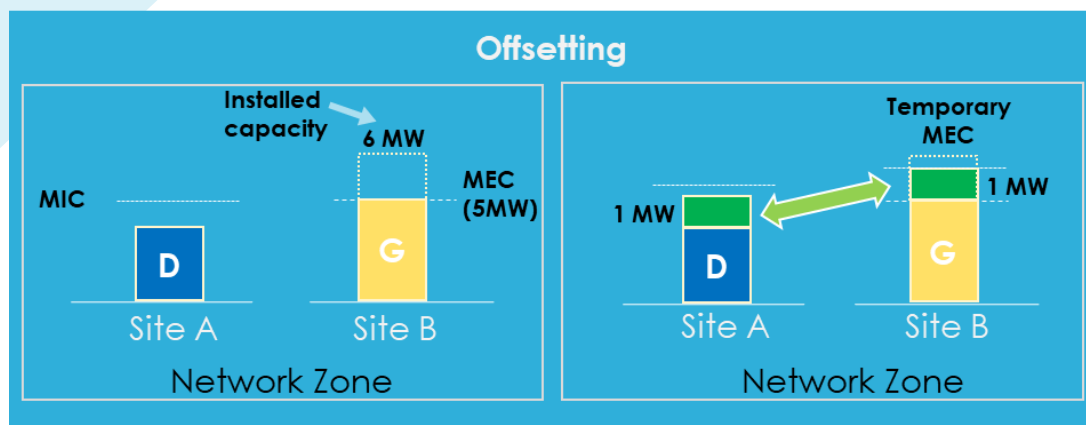 Offsetting
Installed
capacity
6 MW
MIC
MEC
(5MW)
D
G
Site A
Site B
Network Zone
Temporary
MEC
1 MW
1 MW
D
G
Site A
Site B
Network Zone